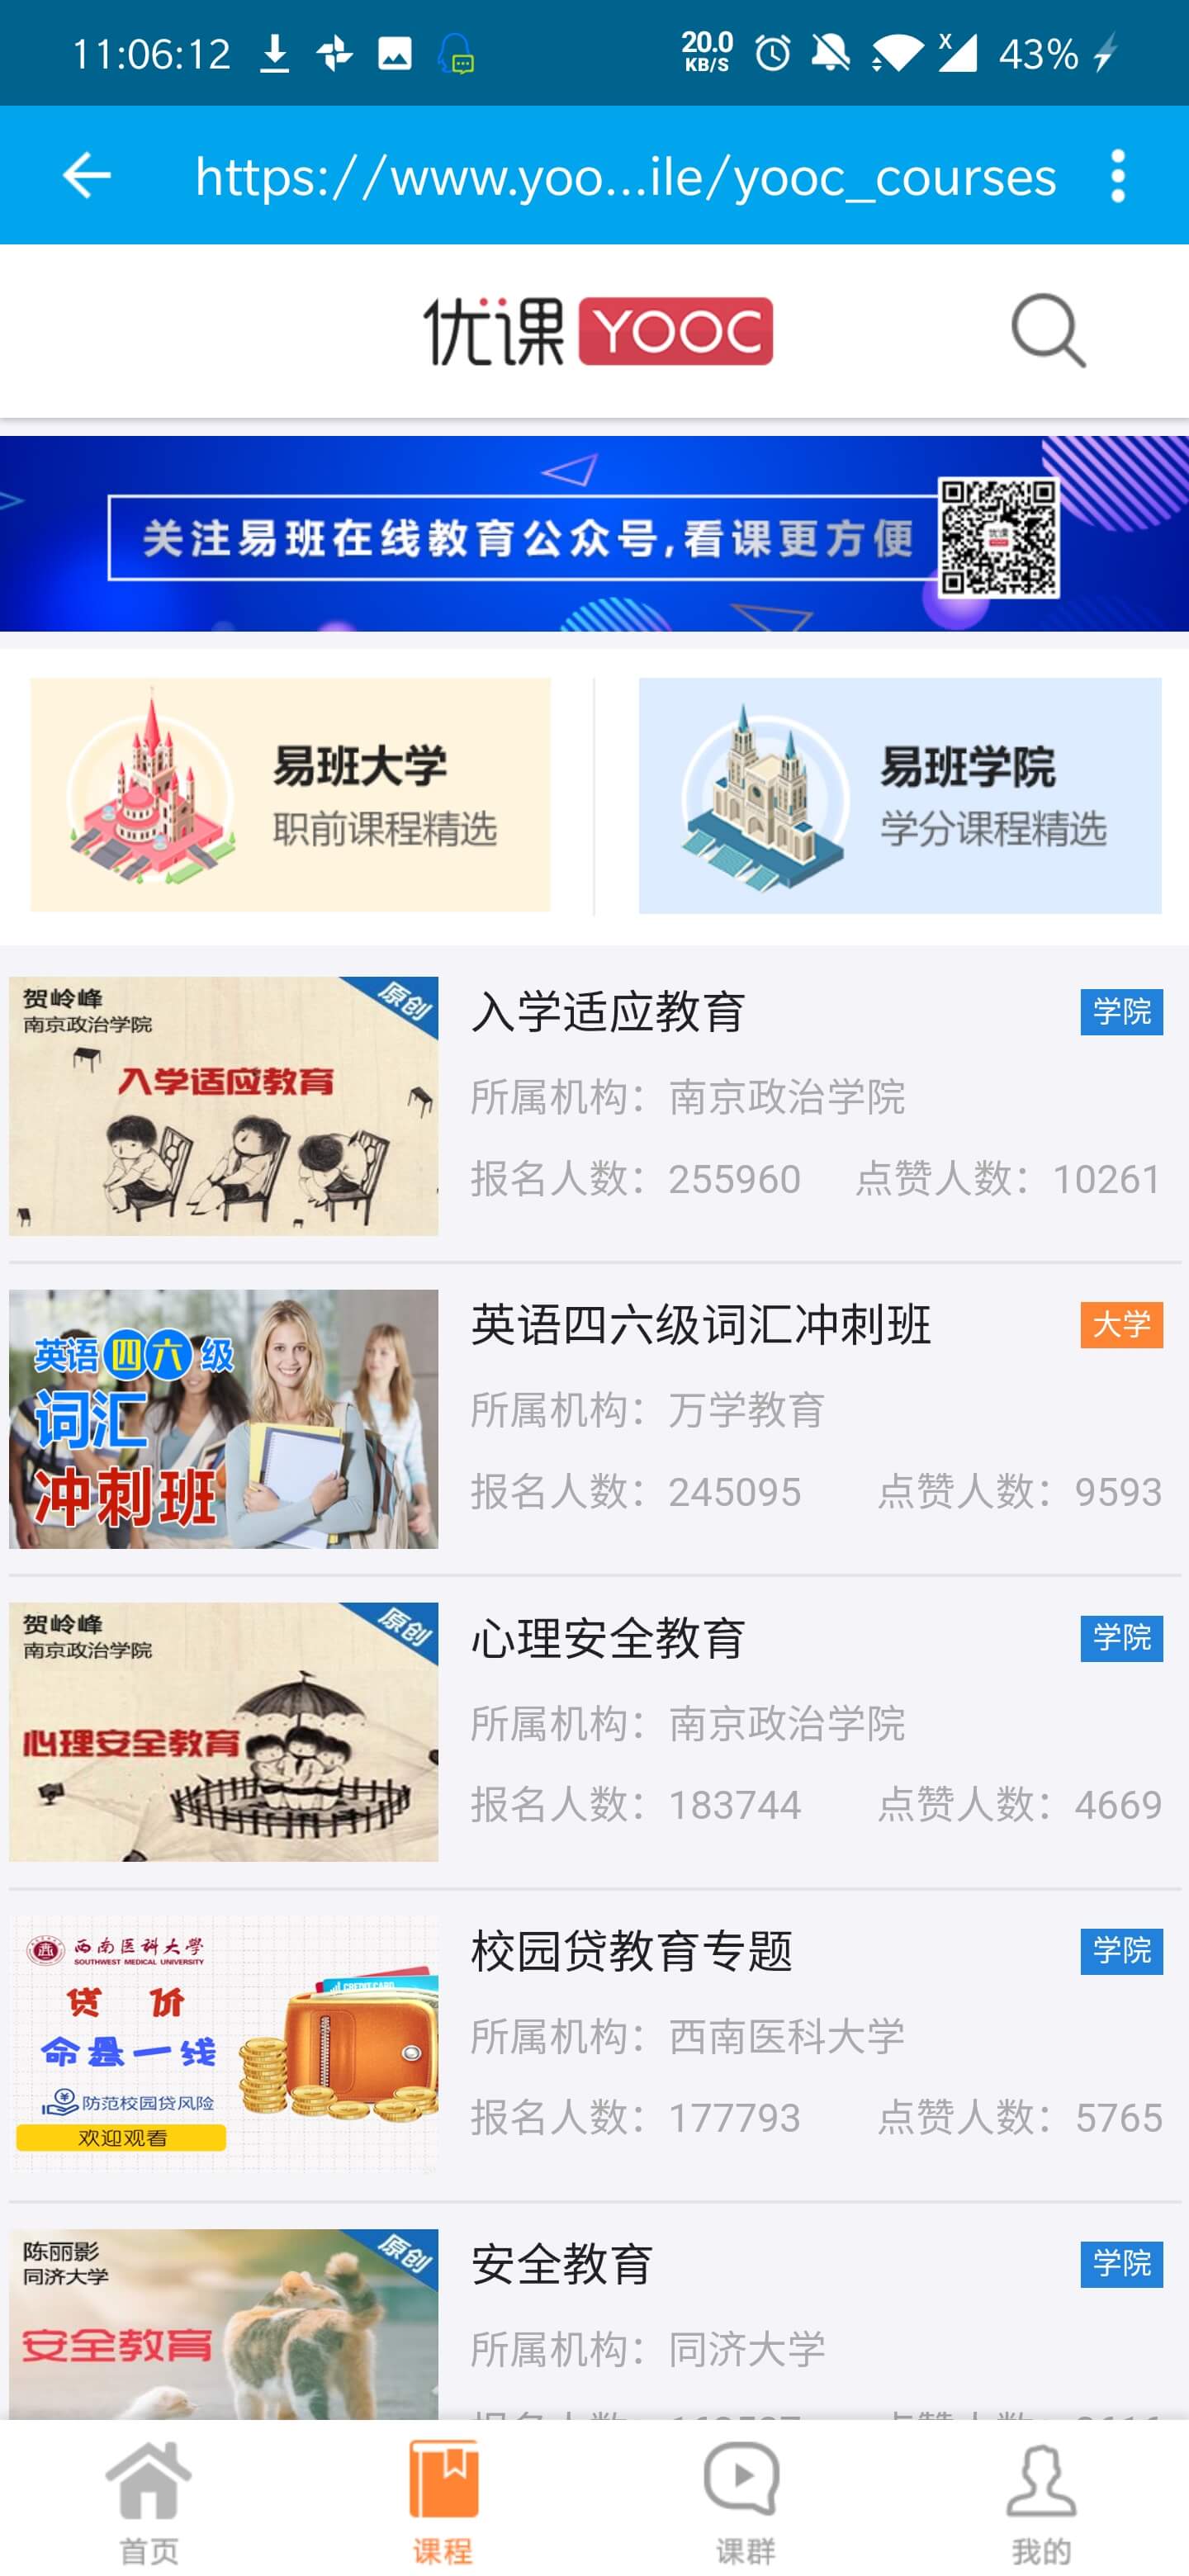 11:06:12
20.0
KB/S
43%
https://www.yoo...ile/yooc_courses
优课 YOOC
关注易班在线教育公众号,看课更方便
易班大学
职前课程精选
易班学院
学分课程精选
贺岭峰
南京政治学院
原创
入学适应教育
入学适应教育
学院
所属机构：南京政治学院
报名人数：255960 点赞人数：10261
英语四六级
词汇
冲刺班
英语四六级词汇冲刺班
大学
所属机构：万学教育
报名人数：245095 点赞人数：9593
贺岭峰
南京政治学院
原创
心理安全教育
心理安全教育
学院
所属机构：南京政治学院
报名人数：183744 点赞人数：4669
西南医科大学
SOUTHWEST MEDICAL UNIVERSITY
贷 价
命悬一线
防范校园贷风险
欢迎观看
CREDIT CARD
校园贷教育专题
学院
所属机构：西南医科大学
报名人数：177793 点赞人数：5765
陈丽影
同济大学
原创
安全教育
安全教育
学院
所属机构：同济大学
首页
课程
课群
我的